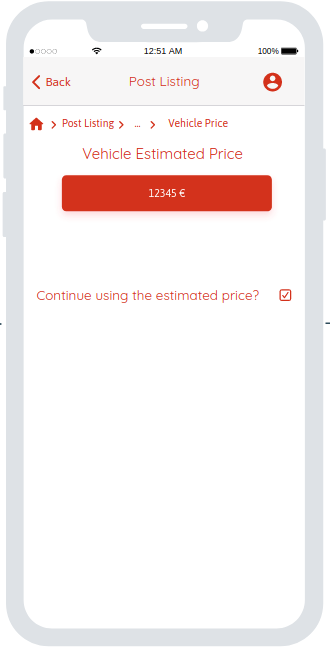 12:51 AM 100%
Back Post Listing
Post Listing ... Vehicle Price
Vehicle Estimated Price
12345 €
Continue using the estimated price?